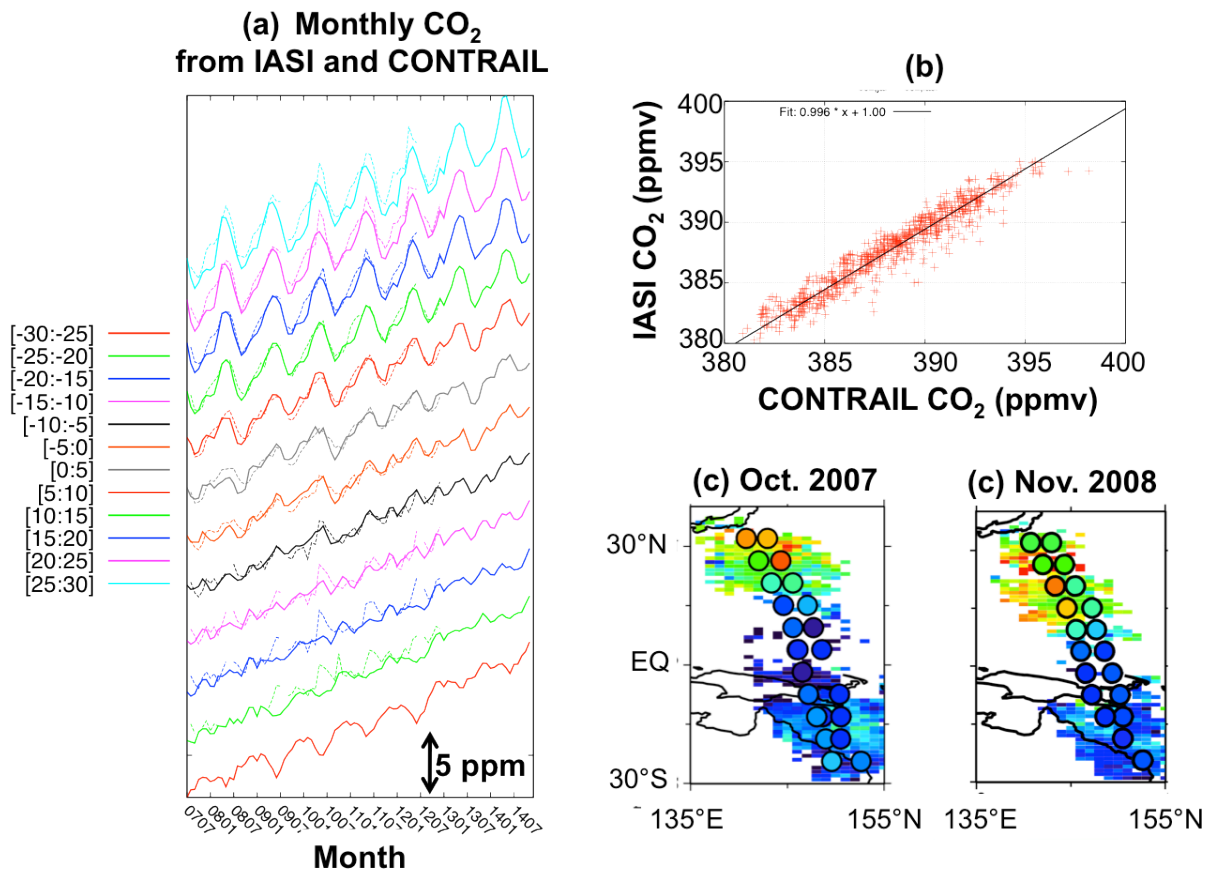 (a) Monthly CO₂
from IASI and CONTRAIL
[-30:-25]
[-25:-20]
[-20:-15]
[-15:-10]
[-10:-5]
[-5:0]
[0:5]
[5:10]
[10:15]
[15:20]
[20:25]
[25:30]
5 ppm
0707
0801
0807
0901
1207
1301
1307
1401
1407
Month
(b)
Fit: 0.996 * x + 1.00
400
395
390
385
380
IASI CO₂ (ppmv)
380
385
390
395
400
CONTRAIL CO₂ (ppmv)
(c) Oct. 2007
30°N
EQ
30°S
135°E
155°N
(c) Nov. 2008
135°E
155°N